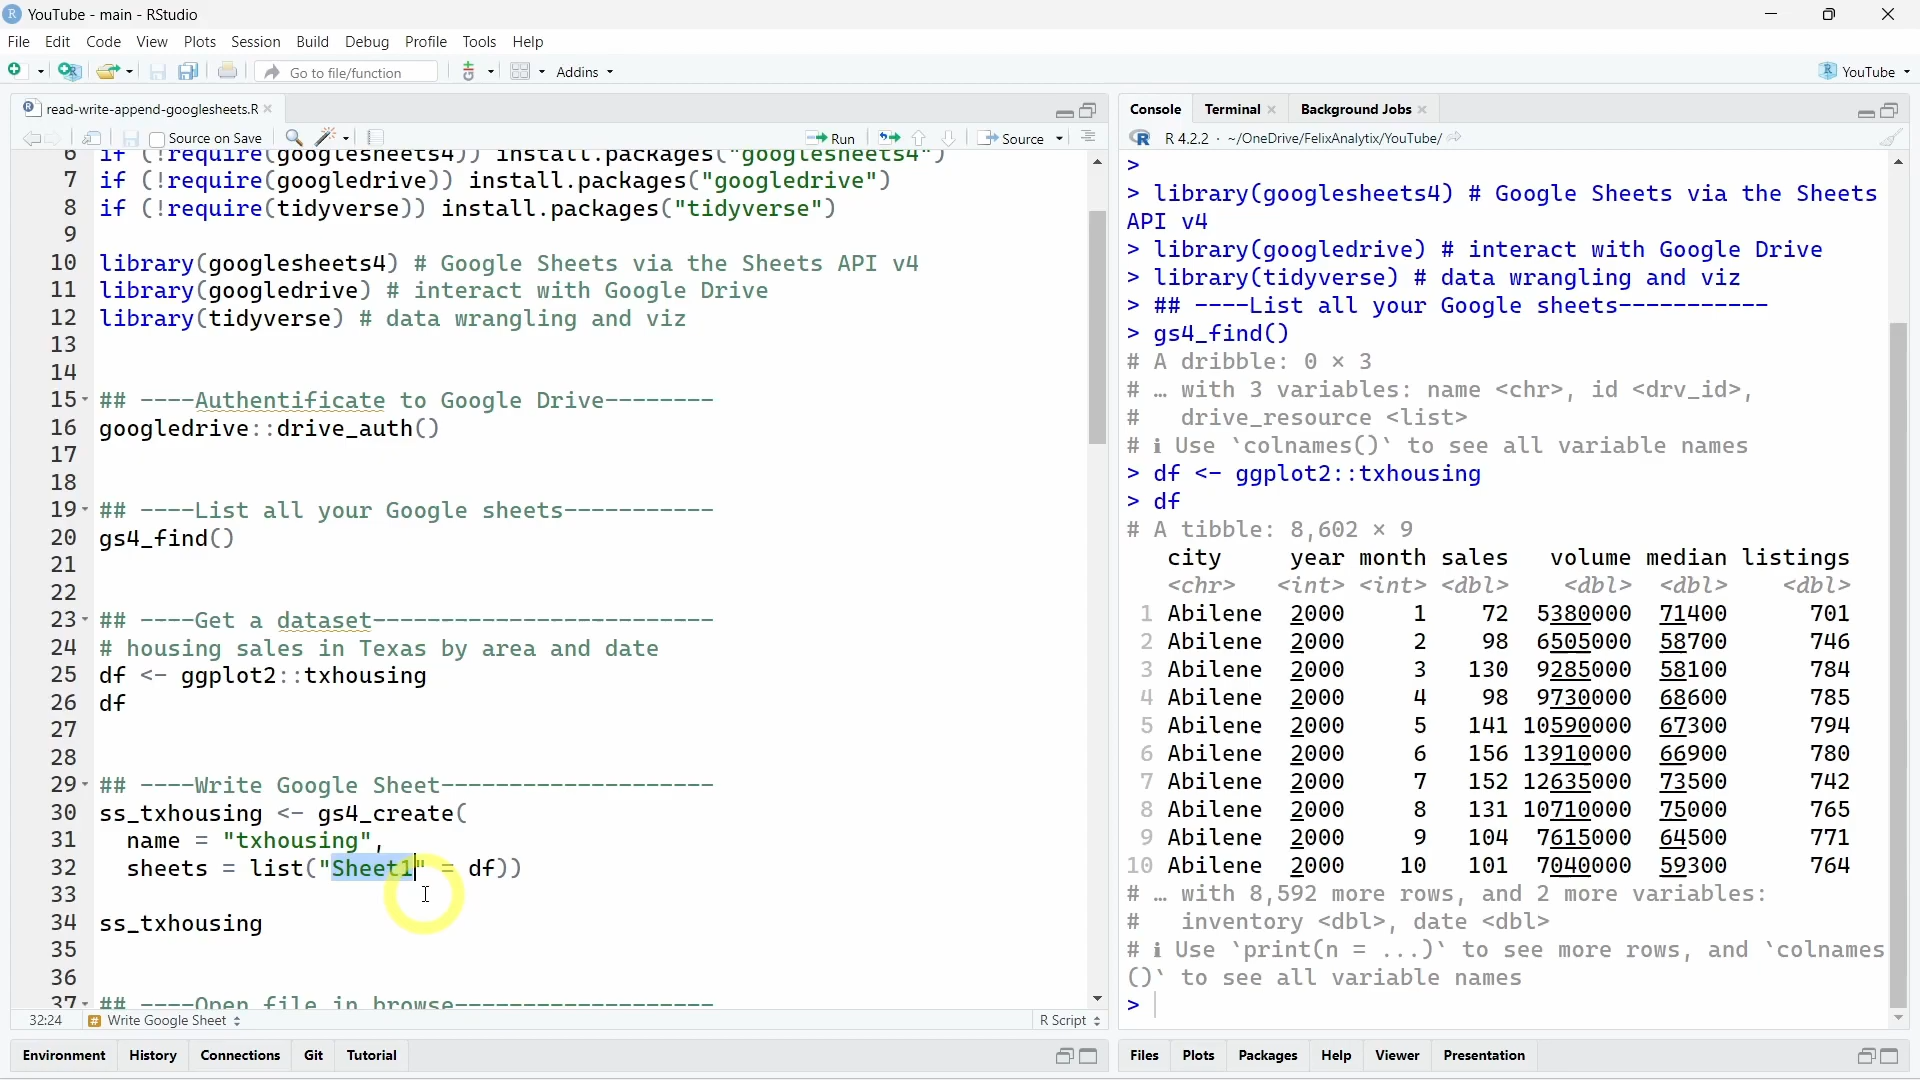 YouTube - main - RStudio
File Edit Code View Plots Session Build Debug Profile Tools Help
Go to file/function Addins YouTube
read-write-append-googlesheets.R
Source on Save Run Source
6 if (!require(googlesheets4)) install.packages("googlesheets4")
7 if (!require(googledrive)) install.packages("googledrive")
8 if (!require(tidyverse)) install.packages("tidyverse")
9
10 library(googlesheets4) # Google Sheets via the Sheets API v4
11 library(googledrive) # interact with Google Drive
12 library(tidyverse) # data wrangling and viz
13
14
15 ## ----Authentificate to Google Drive--------
16 googledrive::drive_auth()
17
18
19 ## ----List all your Google sheets-----------
20 gs4_find()
21
22
23 ## ----Get a dataset-------------------------
24 # housing sales in Texas by area and date
25 df <- ggplot2::txhousing
26 df
27
28
29 ## ----Write Google Sheet--------------------
30 ss_txhousing <- gs4_create(
31 name = "txhousing",
32 sheets = list("Sheet1" = df))
33
34 ss_txhousing
35
36
37 ## ----Open file in browse-------------------
32:24 # Write Google Sheet R Script
Environment History Connections Git Tutorial
Console Terminal Background Jobs
R 4.2.2 · ~/OneDrive/FelixAnalytix/YouTube/
>
> library(googlesheets4) # Google Sheets via the Sheets
API v4
> library(googledrive) # interact with Google Drive
> library(tidyverse) # data wrangling and viz
> ## ----List all your Google sheets-----------
> gs4_find()
# A dribble: 0 × 3
# … with 3 variables: name <chr>, id <drv_id>,
# drive_resource <list>
# ℹ Use `colnames()` to see all variable names
> df <- ggplot2::txhousing
> df
# A tibble: 8,602 × 9
city year month sales volume median listings
<chr> <int> <int> <dbl> <dbl> <dbl> <dbl>
1 Abilene 2000 1 72 5380000 71400 701
2 Abilene 2000 2 98 6505000 58700 746
3 Abilene 2000 3 130 9285000 58100 784
4 Abilene 2000 4 98 9730000 68600 785
5 Abilene 2000 5 141 10590000 67300 794
6 Abilene 2000 6 156 13910000 66900 780
7 Abilene 2000 7 152 12635000 73500 742
8 Abilene 2000 8 131 10710000 75000 765
9 Abilene 2000 9 104 7615000 64500 771
10 Abilene 2000 10 101 7040000 59300 764
# … with 8,592 more rows, and 2 more variables:
# inventory <dbl>, date <dbl>
# ℹ Use `print(n = ...)` to see more rows, and `colnames
()` to see all variable names
>
Files Plots Packages Help Viewer Presentation